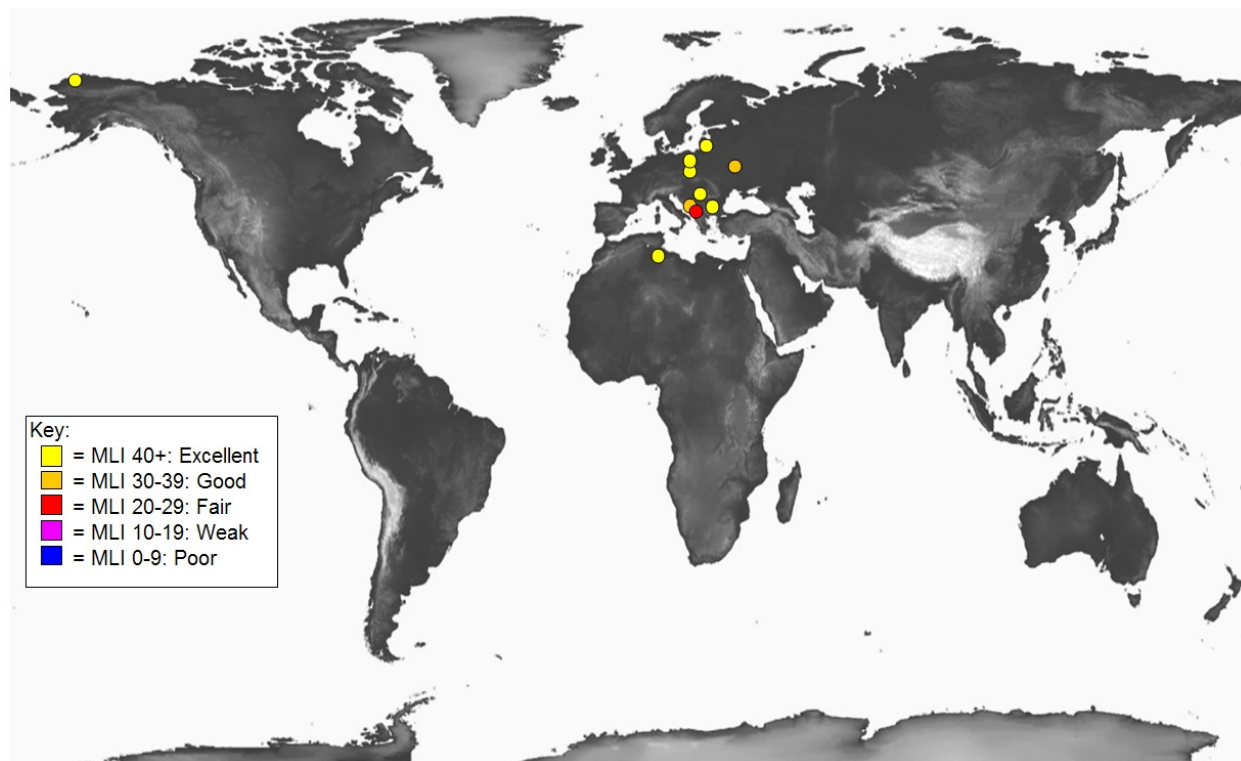 Key:
= MLI 40+: Excellent
= MLI 30-39: Good
= MLI 20-29: Fair
= MLI 10-19: Weak
= MLI 0-9: Poor